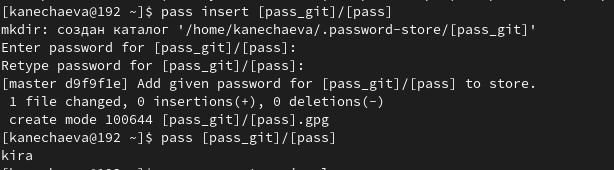 [kanechaeva@192 ~]$ pass insert [pass_git]/[pass]
mkdir: создан каталог '/home/kanechaeva/.password-store/[pass_git]'
Enter password for [pass_git]/[pass]:
Retype password for [pass_git]/[pass]:
[master d9f9f1e] Add given password for [pass_git]/[pass] to store.
 1 file changed, 0 insertions(+), 0 deletions(-)
 create mode 100644 [pass_git]/[pass].gpg
[kanechaeva@192 ~]$ pass [pass_git]/[pass]
kira